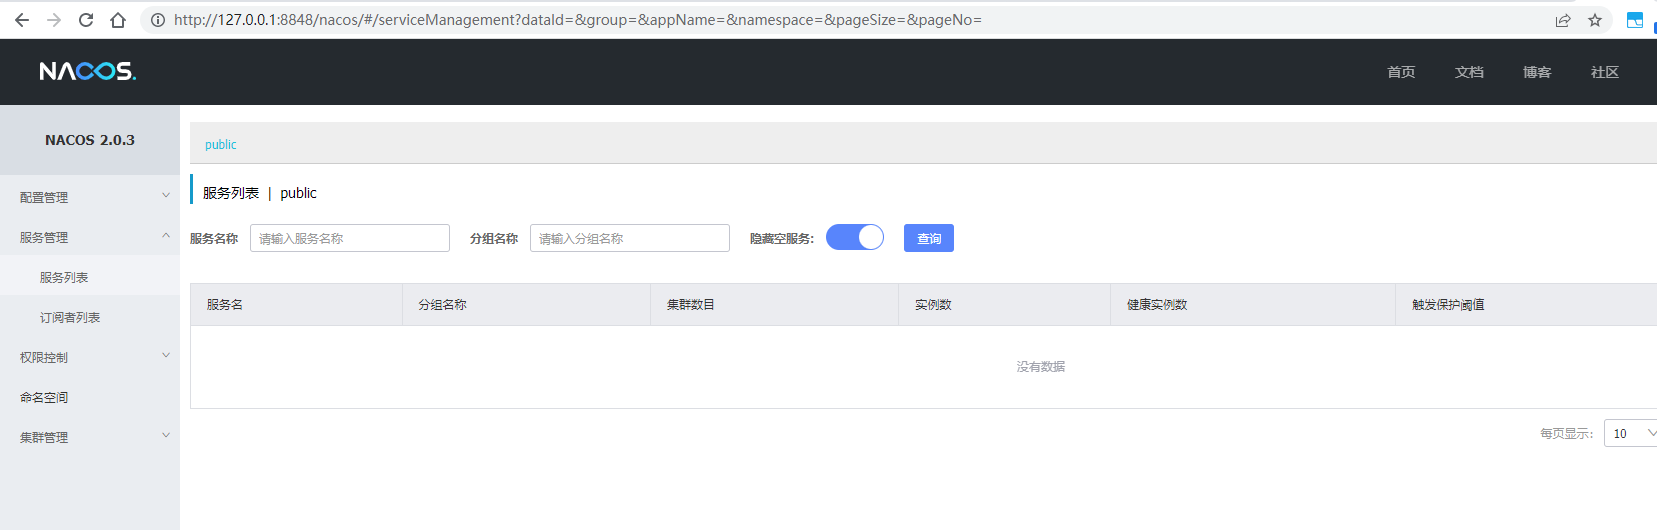 http://127.0.0.1:8848/nacos/#/serviceManagement?dataId=&group=&appName=&namespace=&pageSize=&pageNo=
NACOS. 首页 文档 博客 社区
NACOS 2.0.3
public
配置管理
服务列表 | public
服务管理
服务名称 请输入服务名称 分组名称 请输入分组名称 隐藏空服务: 查询
服务列表
订阅者列表
服务名 分组名称 集群数目 实例数 健康实例数 触发保护阈值
权限控制
没有数据
命名空间
集群管理
每页显示: 10